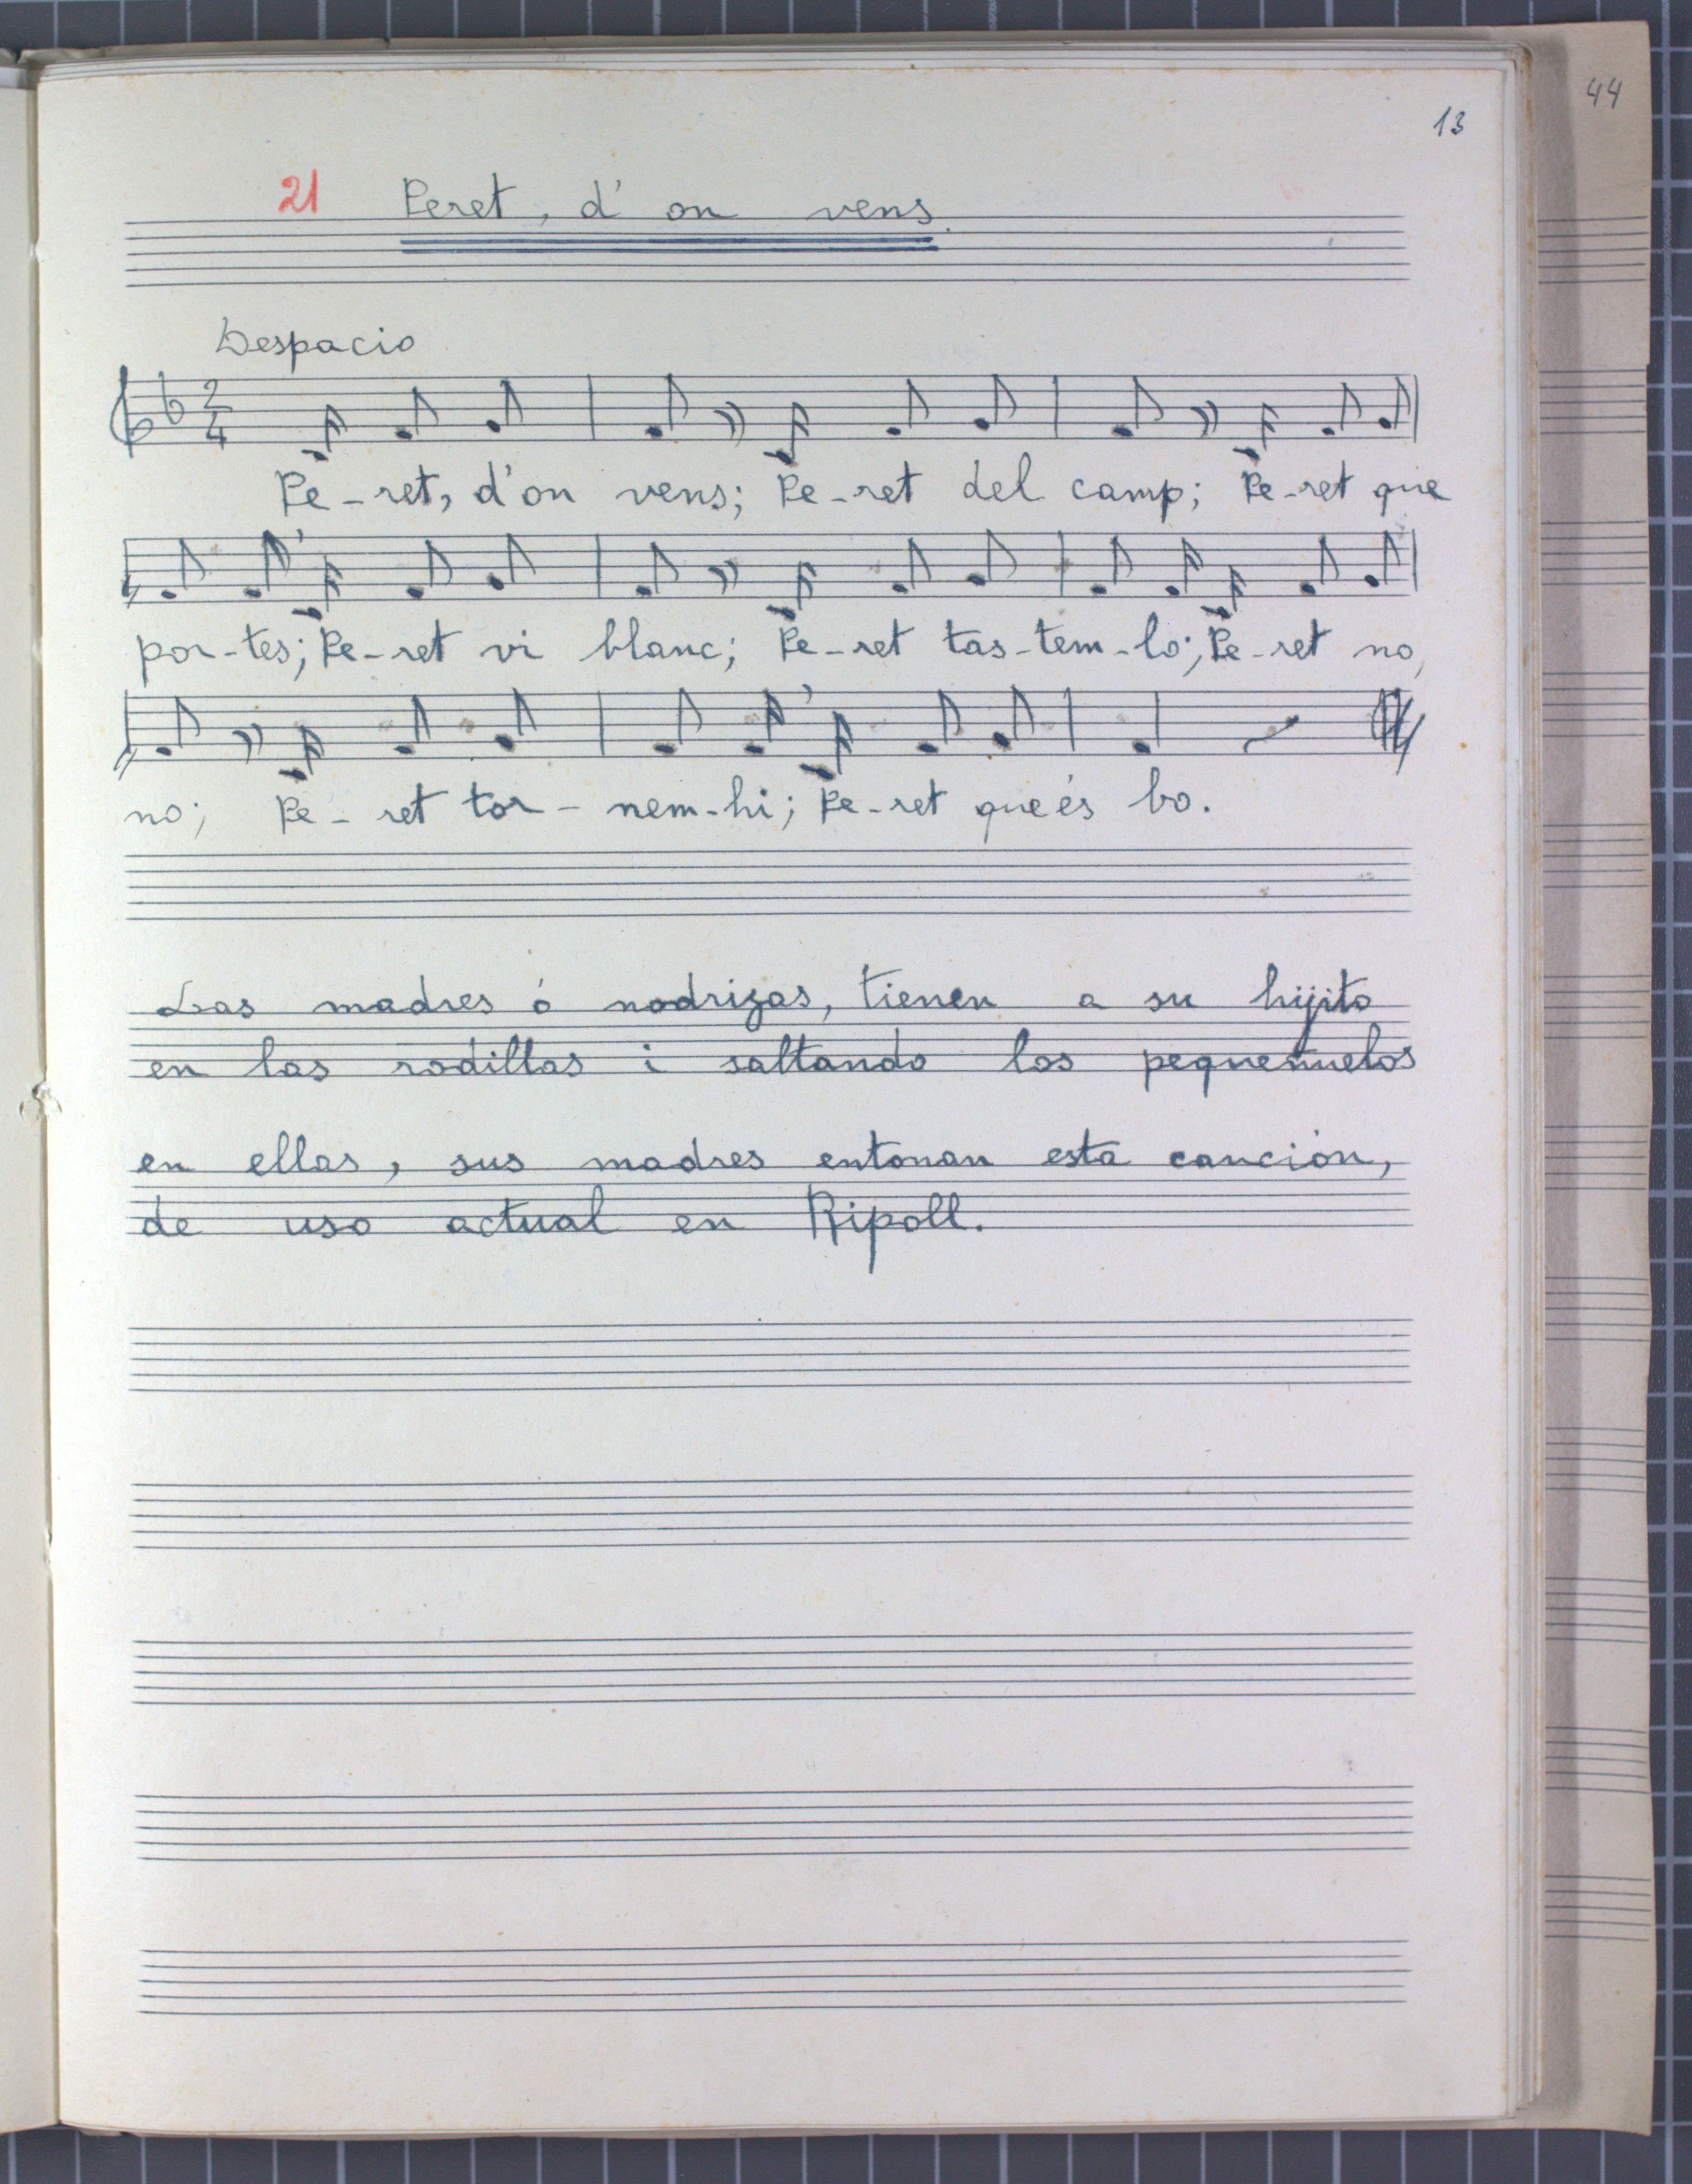 44
13
21 Peret, d'on vens.
Despacio
2
4
Pe-ret, d'on vens; Pe-ret del camp; Pe-ret que
por-tes; Pe-ret vi blanc; Pe-ret tas-tem-lo; Pe-ret no,
no; Pe-ret tor-nem-hi; Pe-ret que és bo.
Las madres ó nodrizas, tienen a su hijito
en las rodillas i saltando los pequeñuelos
en ellas, sus madres entonan esta canción,
de uso actual en Ripoll.